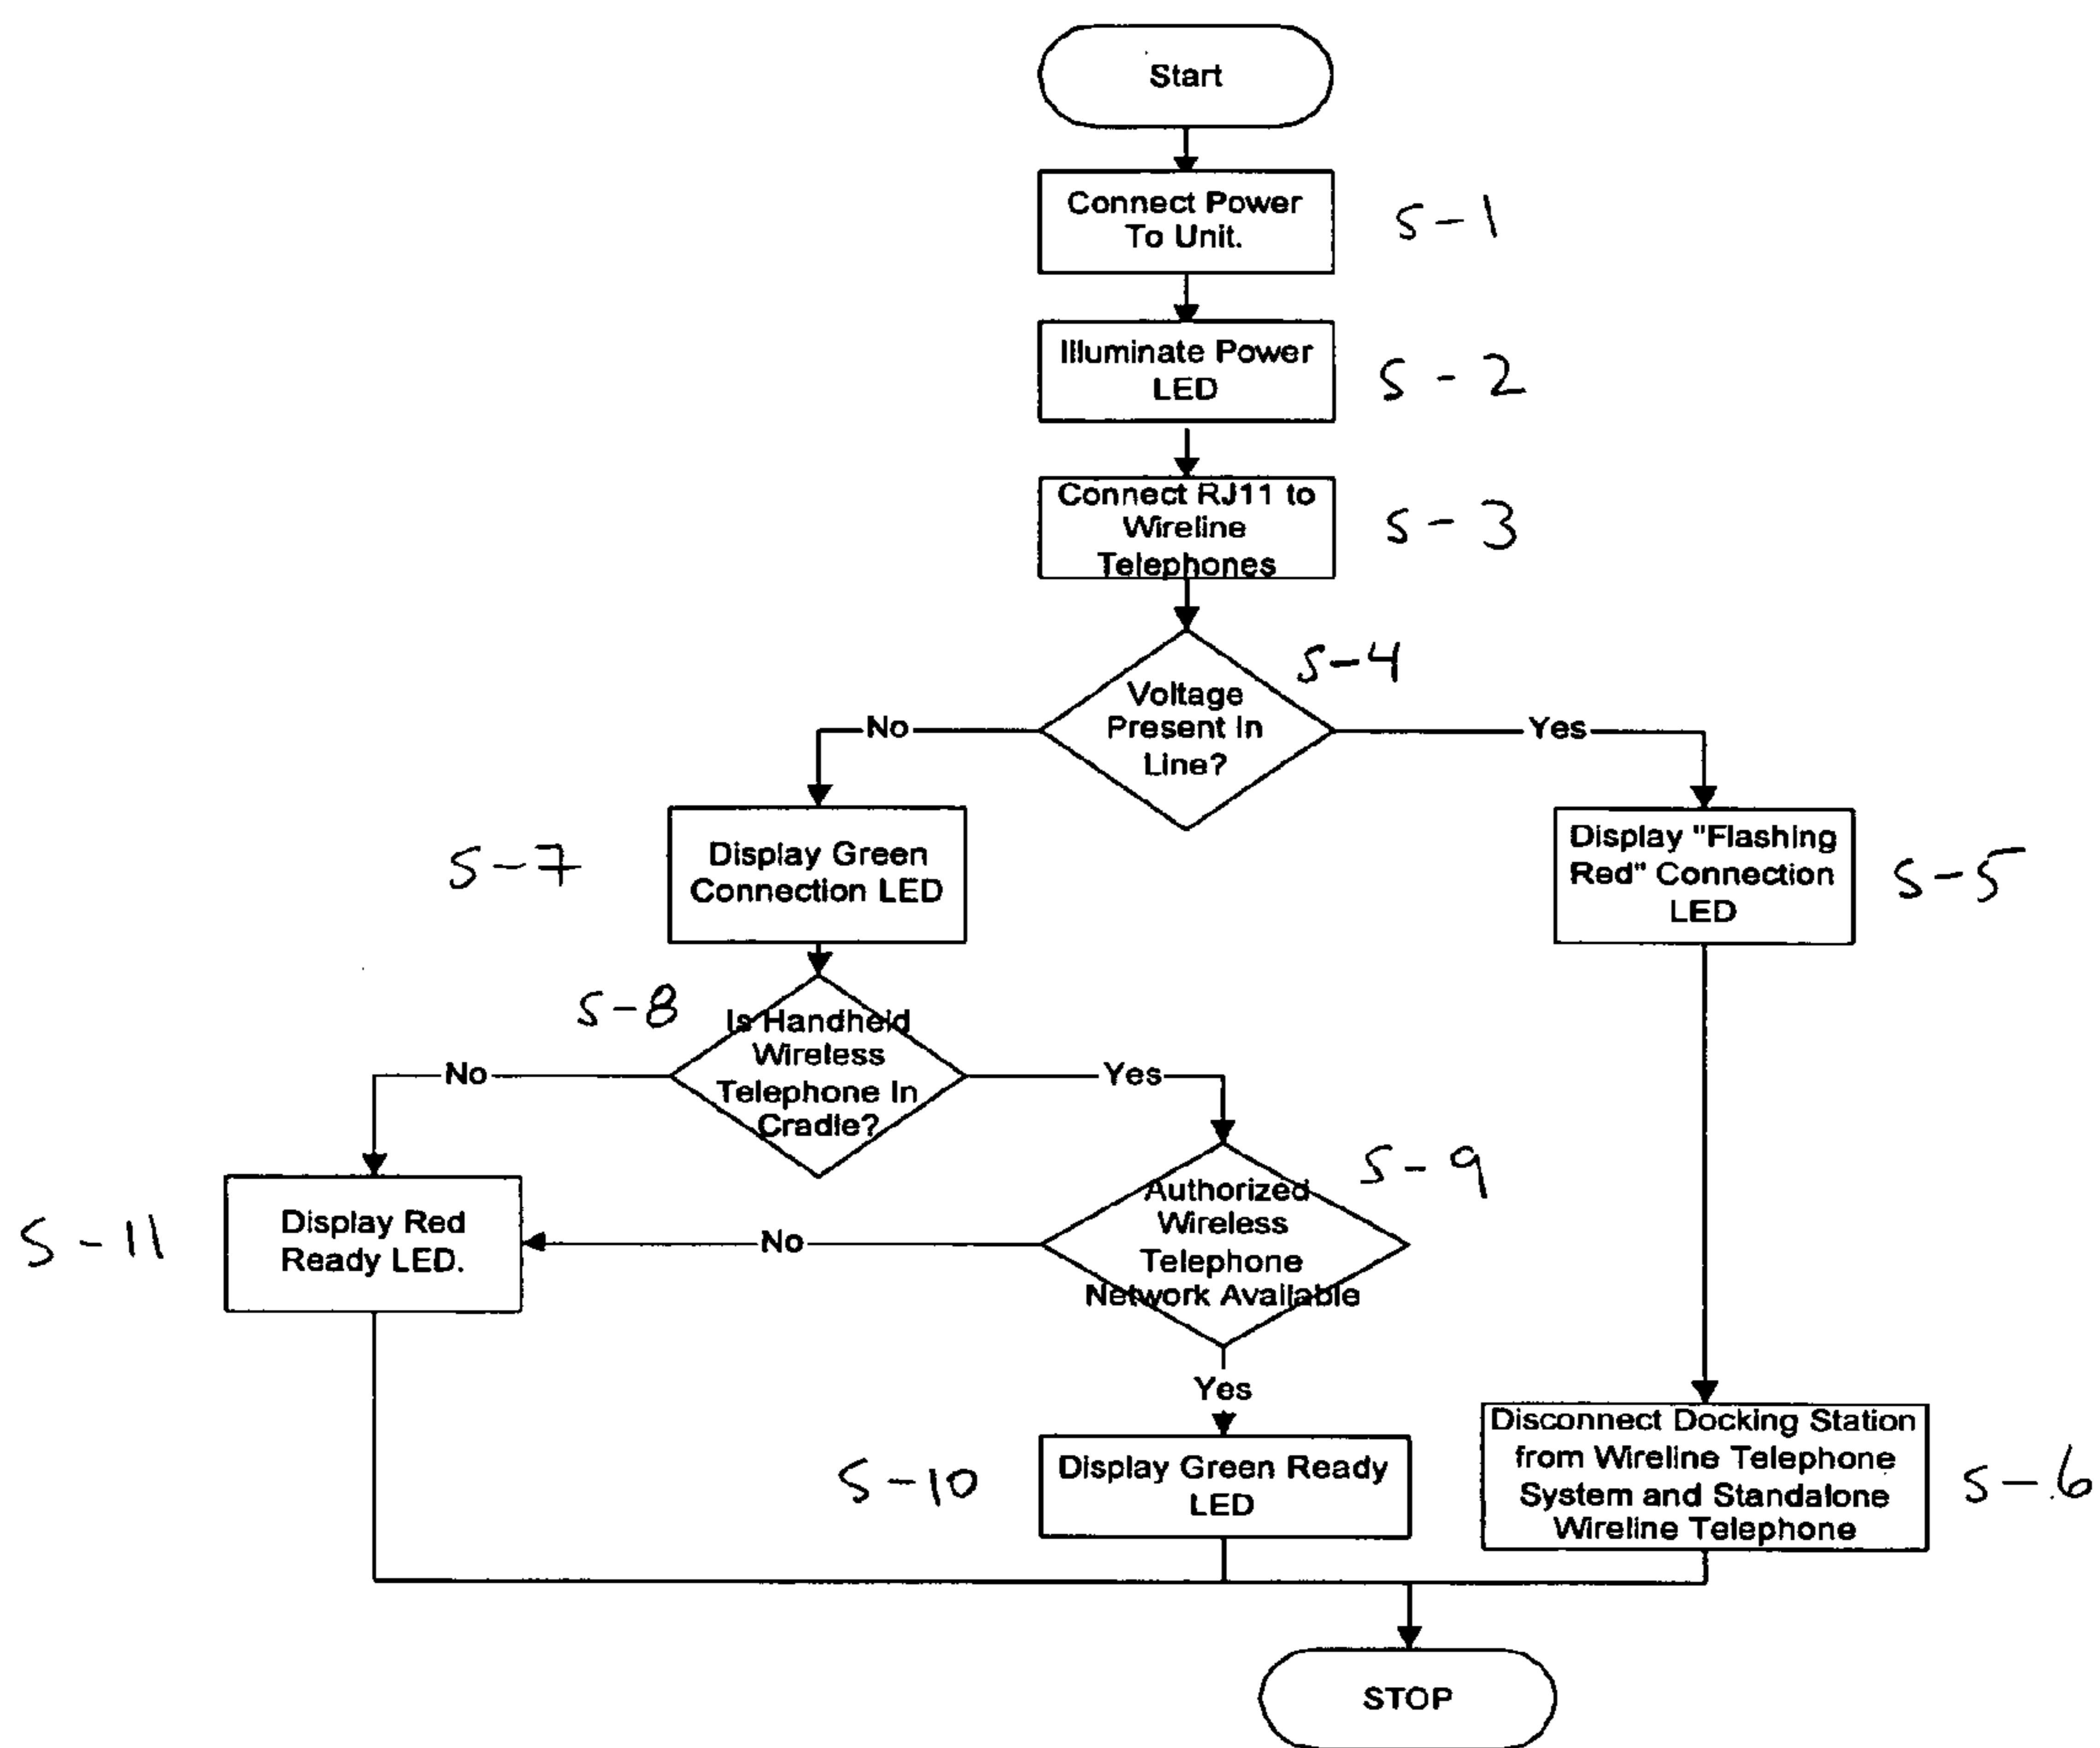 Start
Connect Power
To Unit.
S-1
Illuminate Power
LED
S-2
Connect RJ11 to
Wireline
Telephones
S-3
Voltage
Present In
Line?
S-4
No
Yes
Display Green
Connection LED
S-7
Display "Flashing
Red" Connection
LED
S-5
Is Handheld
Wireless
Telephone In
Cradle?
S-8
No
Yes
Authorized
Wireless
Telephone
Network Available
S-9
Display Red
Ready LED.
S-11
No
Yes
Display Green Ready
LED
S-10
Disconnect Docking Station
from Wireline Telephone
System and Standalone
Wireline Telephone
S-6
STOP